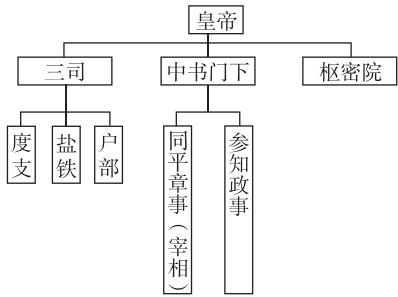 皇帝
三司
中书门下
枢密院
度支
盐铁
户部
同平章事（宰相）
参知政事